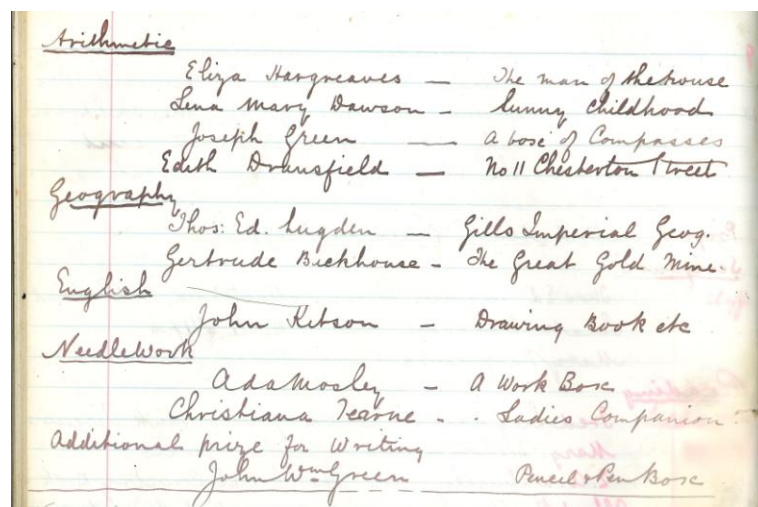 Arithmetic
Eliza Hargreaves — The man of the house
Lena Mary Dawson — Sunny Childhood
Joseph Green — A box of Compasses
Edith Dransfield — No 11 Chesterton Street
Geography
Thos: Ed. Lugden — Gills Imperial Geog.
Gertrude Bickhouse - The Great Gold Mine.
English
John Kitson — Drawing Book etc
NeedleWork
Ada Mosley - A Work Box
Christiana Tearne - Ladies Companion
Additional prize for Writing
John Wm Green Pencil & Pen Box